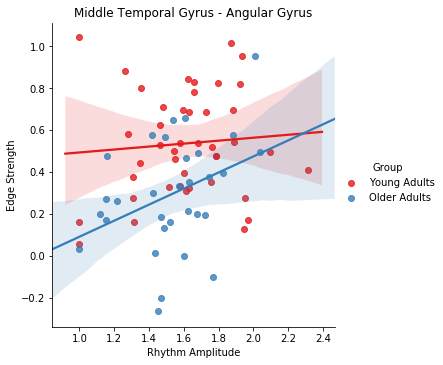 Middle Temporal Gyrus - Angular Gyrus
1.0
0.8
0.6
0.4
0.2
0.0
−0.2
Edge Strength
1.0 1.2 1.4 1.6 1.8 2.0 2.2 2.4
Rhythm Amplitude
Group
Young Adults
Older Adults